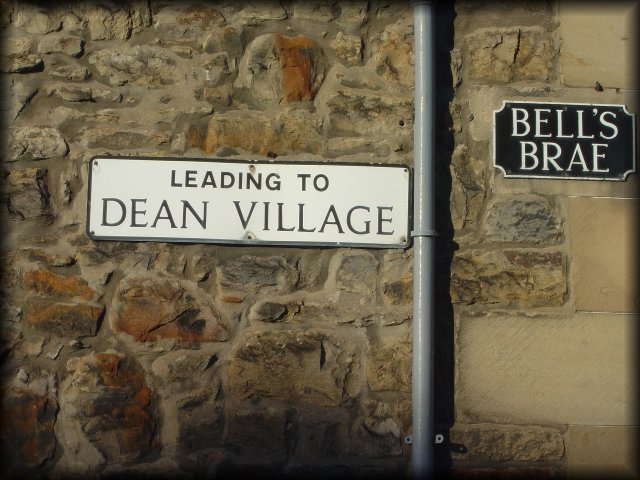 LEADING TO
DEAN VILLAGE
BELL'S
BRAE